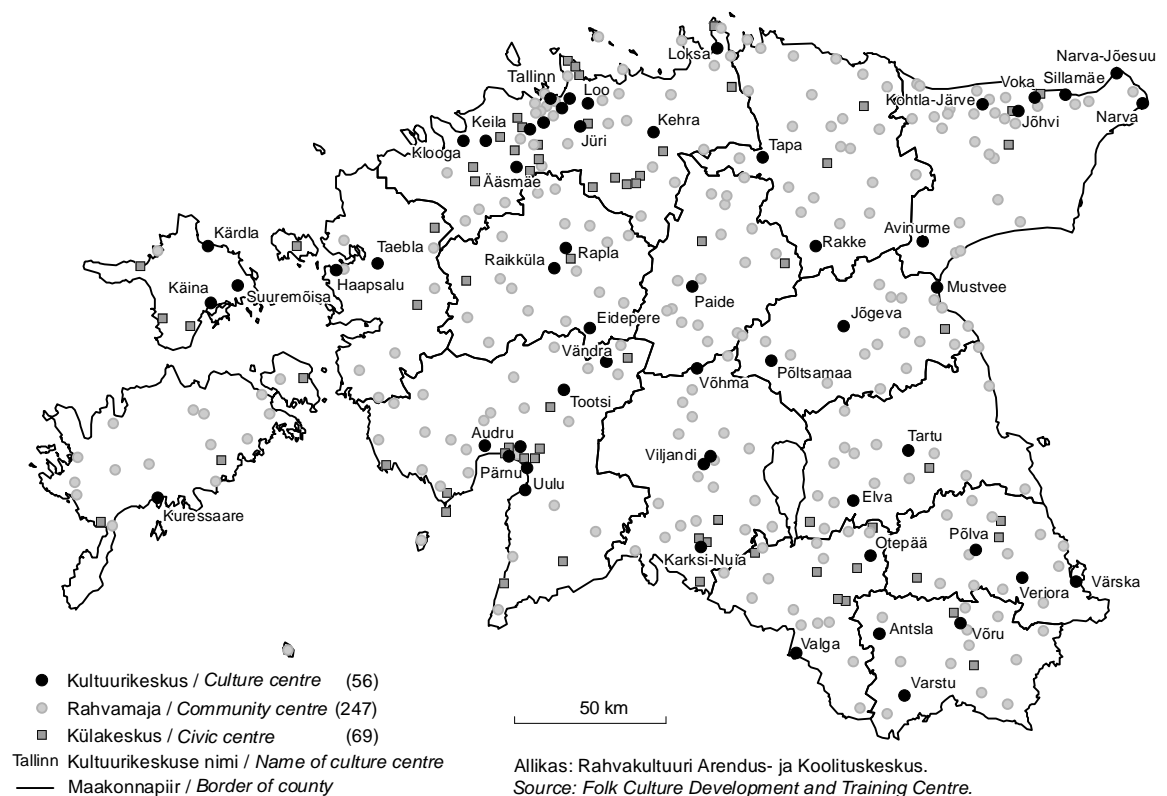 Narva-Jõesuu
Loksa
Voka
Sillamäe
Tallinn
Loo
Kohtla-Järve
Jõhvi
Narva
Keila
Kehra
Jüri
Klooga
Tapa
Ääsmäe
Kärdla
Avinurme
Taebla
Rakke
Rapla
Raikküla
Haapsalu
Käina
Suuremõisa
Mustvee
Paide
Eidepere
Jõgeva
Vändra
Põltsamaa
Võhma
Tootsi
Audru
Tartu
Viljandi
Pärnu
Uulu
Elva
Kuressaare
Põlva
Otepää
Karksi-Nuia
Värska
Veriora
Antsla
Võru
Valga
Varstu
Kultuurikeskus / Culture centre (56)
Rahvamaja / Community centre (247)
Külakeskus / Civic centre (69)
Tallinn Kultuurikeskuse nimi / Name of culture centre
Maakonnapiir / Border of county
50 km
Allikas: Rahvakultuuri Arendus- ja Koolituskeskus.
Source: Folk Culture Development and Training Centre.